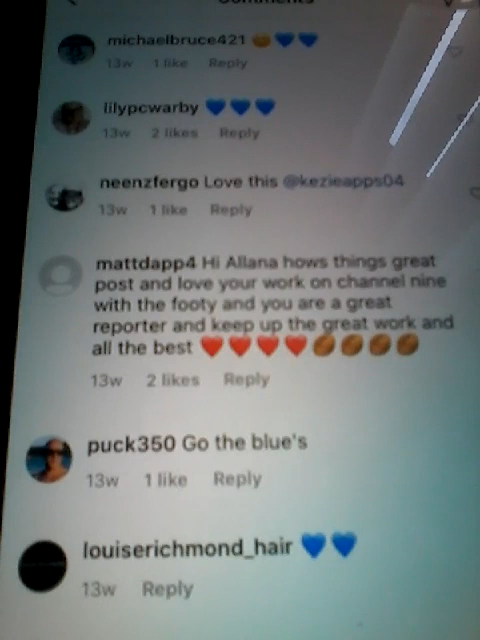 Comments
michaelbruce421 😄💙💙
13w 1 like Reply
lilypcwarby 💙💙💙
13w 2 likes Reply
neenzfergo Love this @kezieapps04
13w 1 like Reply
mattdapp4 Hi Allana hows things great
post and love your work on channel nine
with the footy and you are a great
reporter and keep up the great work and
all the best ❤️❤️❤️❤️🏉🏉🏉🏉
13w 2 likes Reply
puck350 Go the blue's
13w 1 like Reply
louiserichmond_hair 💙💙
13w Reply